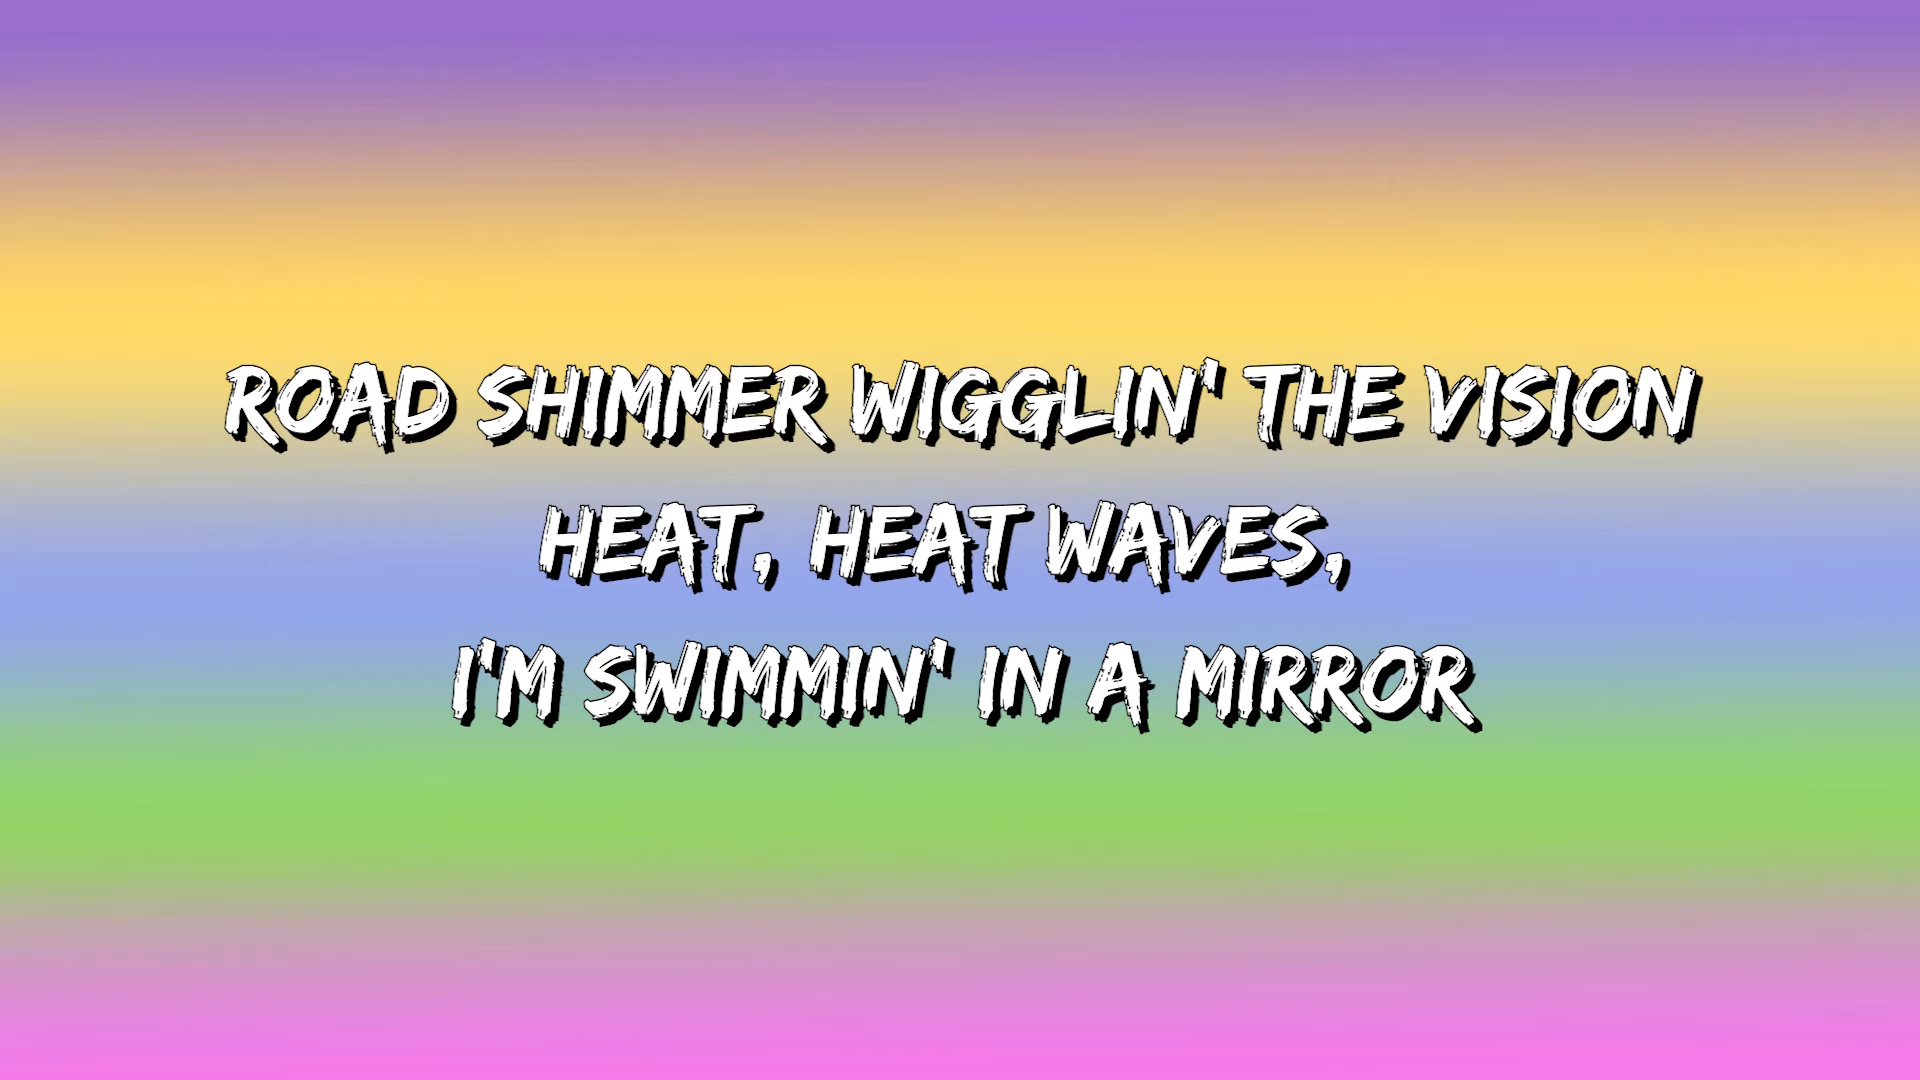 ROAD SHIMMER WIGGLIN' THE VISION
HEAT, HEAT WAVES,
I'M SWIMMIN' IN A MIRROR